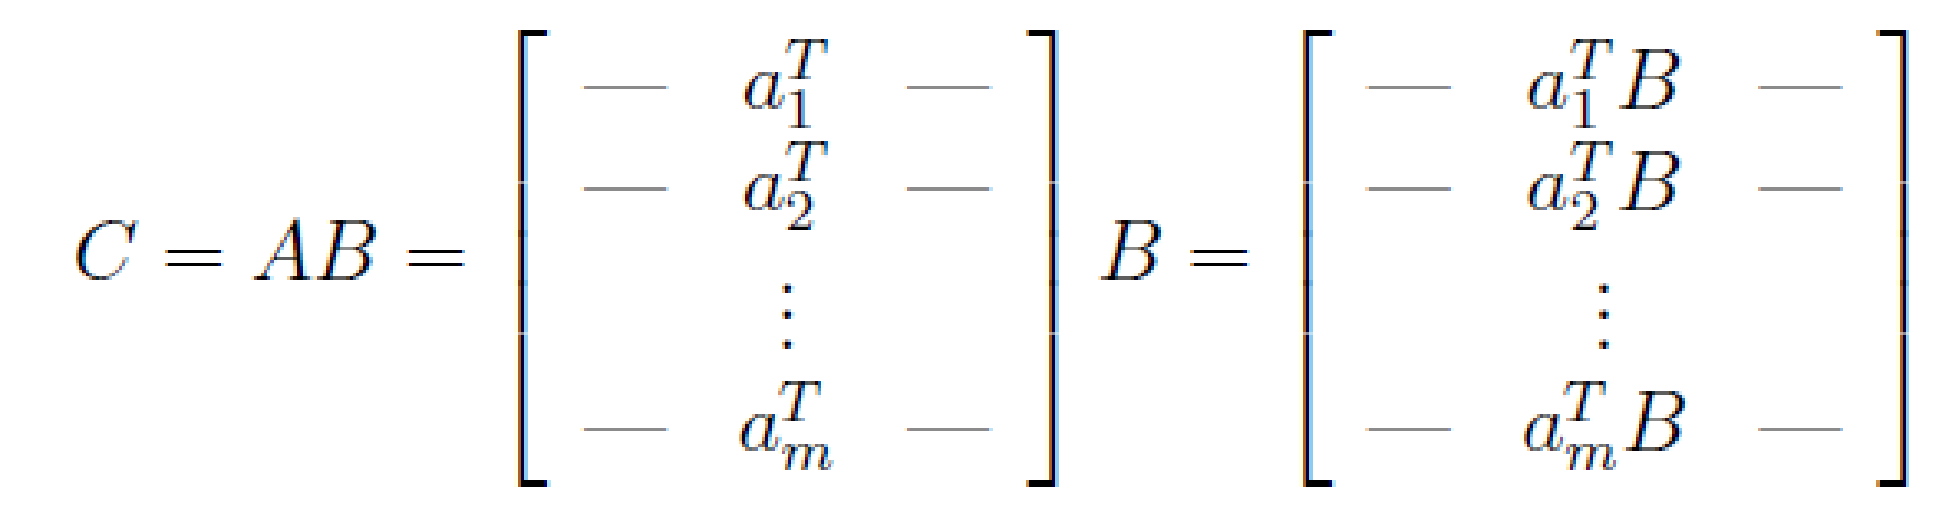 C = AB = [ — a_1^T — ; — a_2^T — ; ⋮ ; — a_m^T — ] B = [ — a_1^T B — ; — a_2^T B — ; ⋮ ; — a_m^T B — ]